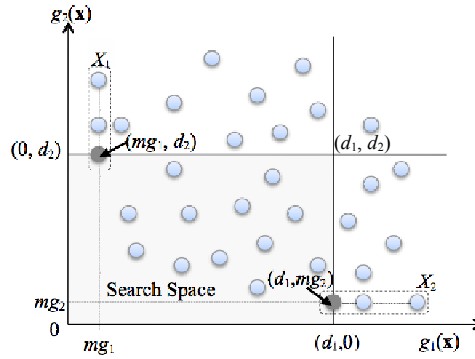 g₂(x)
X₁
(0, d₂)
(mg₁, d₂)
(d₁, d₂)
(d₁,mg₂)
X₂
mg₂
Search Space
0
mg₁
(d₁,0)
g₁(x)